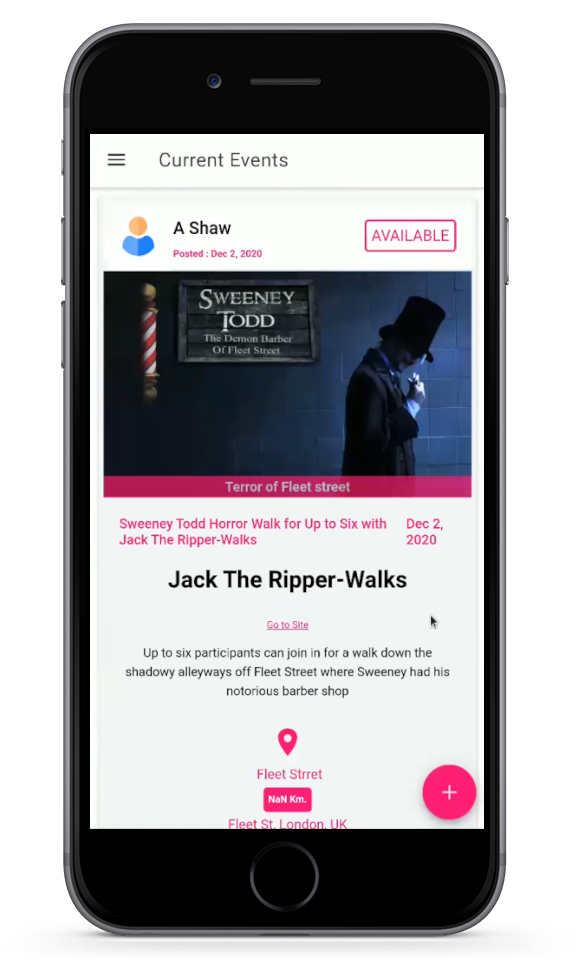 Current Events
A Shaw
AVAILABLE
Posted : Dec 2, 2020
SWEENEY
TODD
The Demon Barber
Of Fleet Street
Terror of Fleet street
Sweeney Todd Horror Walk for Up to Six with
Jack The Ripper-Walks
Dec 2,
2020
Jack The Ripper-Walks
Go to Site
Up to six participants can join in for a walk down the
shadowy alleyways off Fleet Street where Sweeney had his
notorious barber shop
Fleet Strret
NaN Km.
Fleet St, London, UK